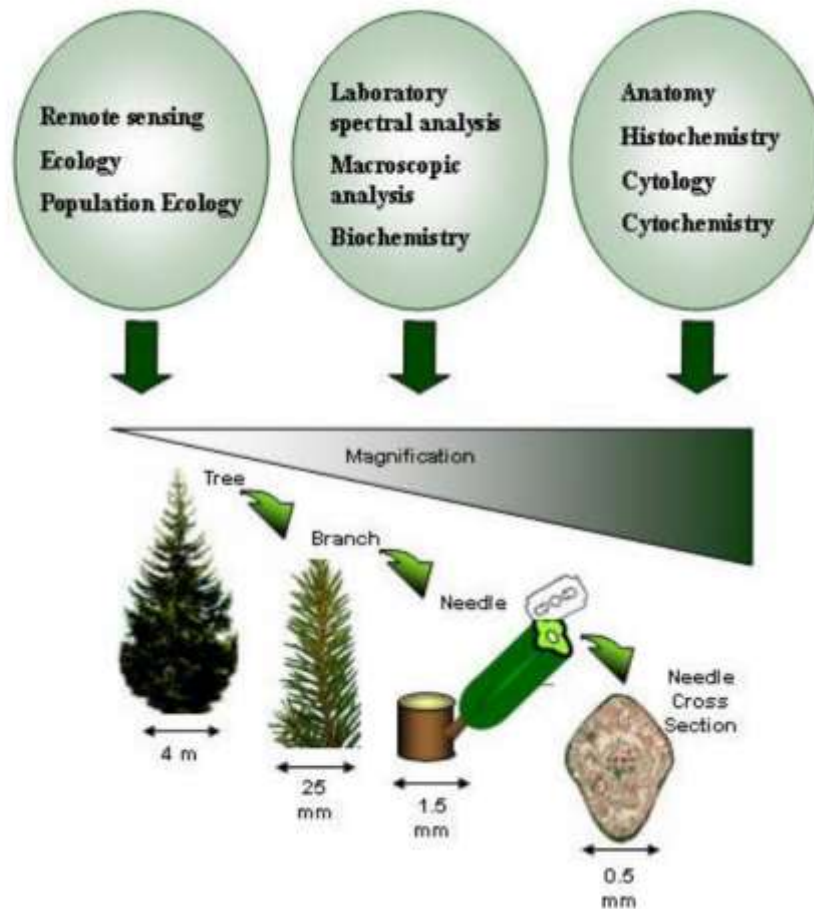 Remote sensing
Ecology
Population Ecology
Laboratory
spectral analysis
Macroscopic
analysis
Biochemistry
Anatomy
Histochemistry
Cytology
Cytochemistry
Magnification
Tree
Branch
Needle
Needle
Cross
Section
4 m
25
mm
1.5
mm
0.5
mm